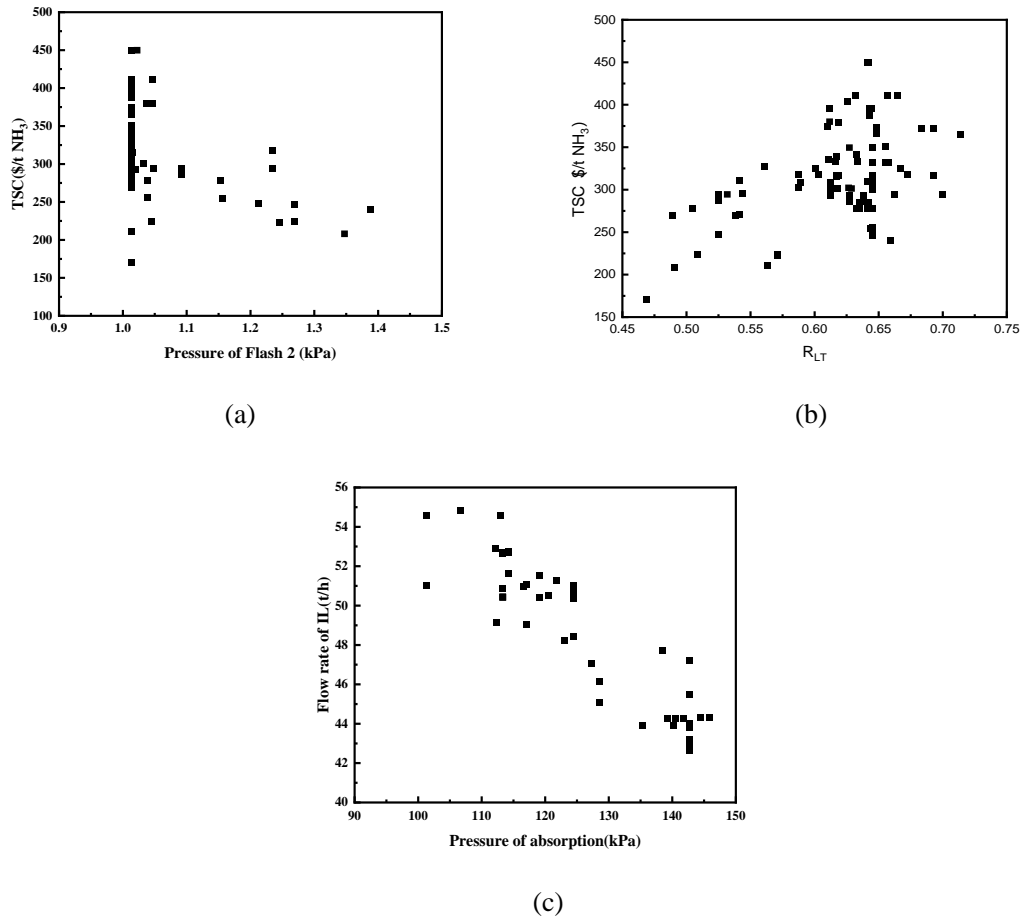 500
450
400
350
300
250
200
150
100
TSC($/t NH3)
0.9 1.0 1.1 1.2 1.3 1.4 1.5
Pressure of Flash 2 (kPa)
(a)
500
450
400
350
300
250
200
150
TSC $/t NH3)
0.45 0.50 0.55 0.60 0.65 0.70 0.75
RLT
(b)
56
54
52
50
48
46
44
42
40
Flow rate of IL(t/h)
90 100 110 120 130 140 150
Pressure of absorption(kPa)
(c)